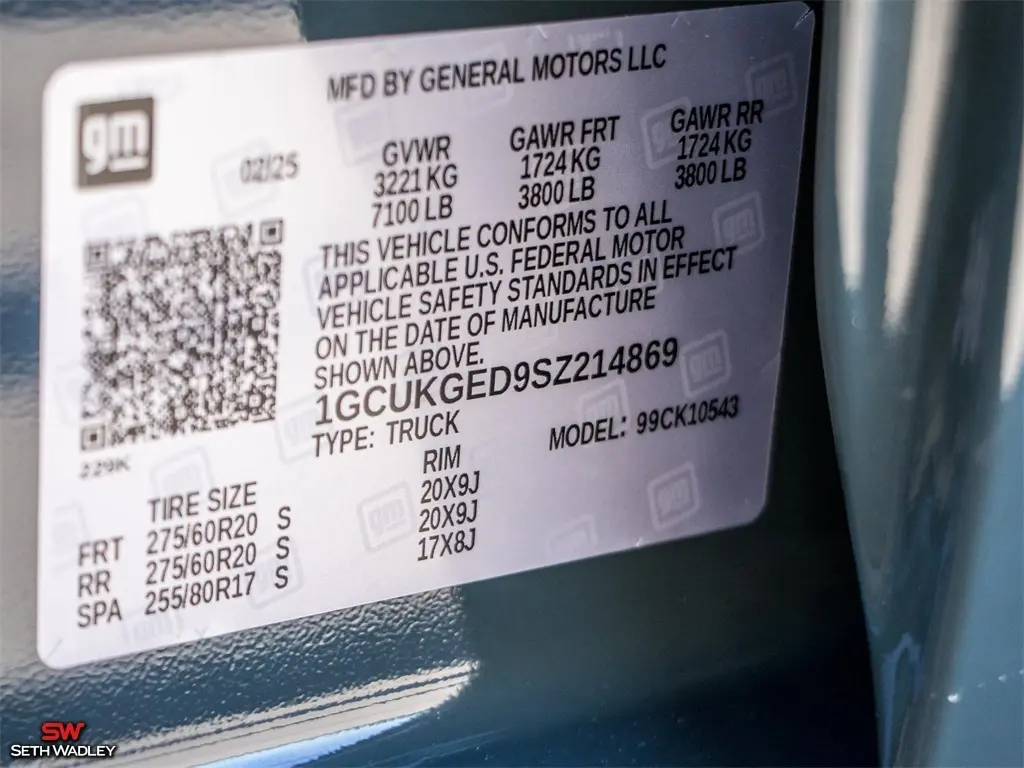 MFD BY GENERAL MOTORS LLC
gm
02/25
GVWR
3221 KG
7100 LB
GAWR FRT
1724 KG
3800 LB
GAWR RR
1724 KG
3800 LB
THIS VEHICLE CONFORMS TO ALL
APPLICABLE U.S. FEDERAL MOTOR
VEHICLE SAFETY STANDARDS IN EFFECT
ON THE DATE OF MANUFACTURE
SHOWN ABOVE.
1GCUKGED9SZ214869
TYPE: TRUCK
MODEL: 99CK10543
229K
TIRE SIZE RIM
FRT 275/60R20 S 20X9J
RR 275/60R20 S 20X9J
SPA 255/80R17 S 17X8J
SW
SETH WADLEY